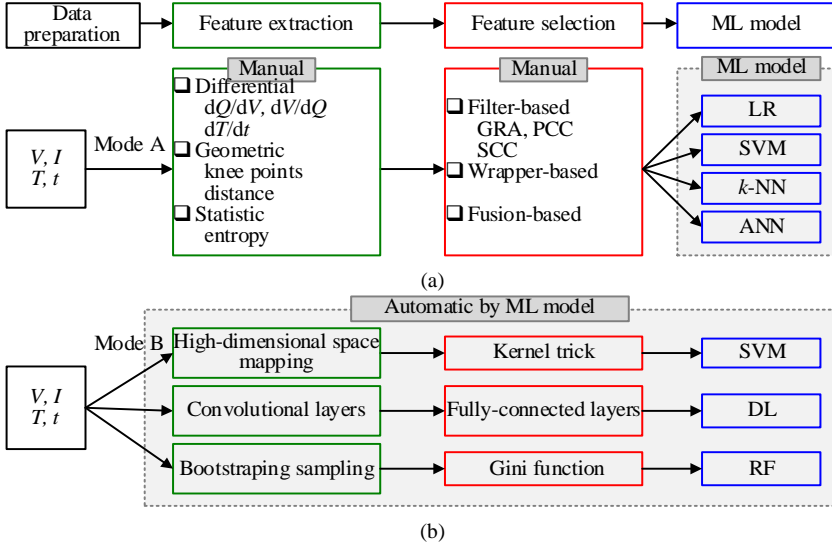 Data preparation
Feature extraction
Feature selection
ML model
Manual
Manual
ML model
V, I
T, t
Mode A
❑ Differential
dQ/dV, dV/dQ
dT/dt
❑ Geometric
knee points
distance
❑ Statistic
entropy
❑ Filter-based
GRA, PCC
SCC
❑ Wrapper-based
❑ Fusion-based
LR
SVM
k-NN
ANN
(a)
Automatic by ML model
V, I
T, t
Mode B
High-dimensional space
mapping
Kernel trick
SVM
Convolutional layers
Fully-connected layers
DL
Bootstraping sampling
Gini function
RF
(b)